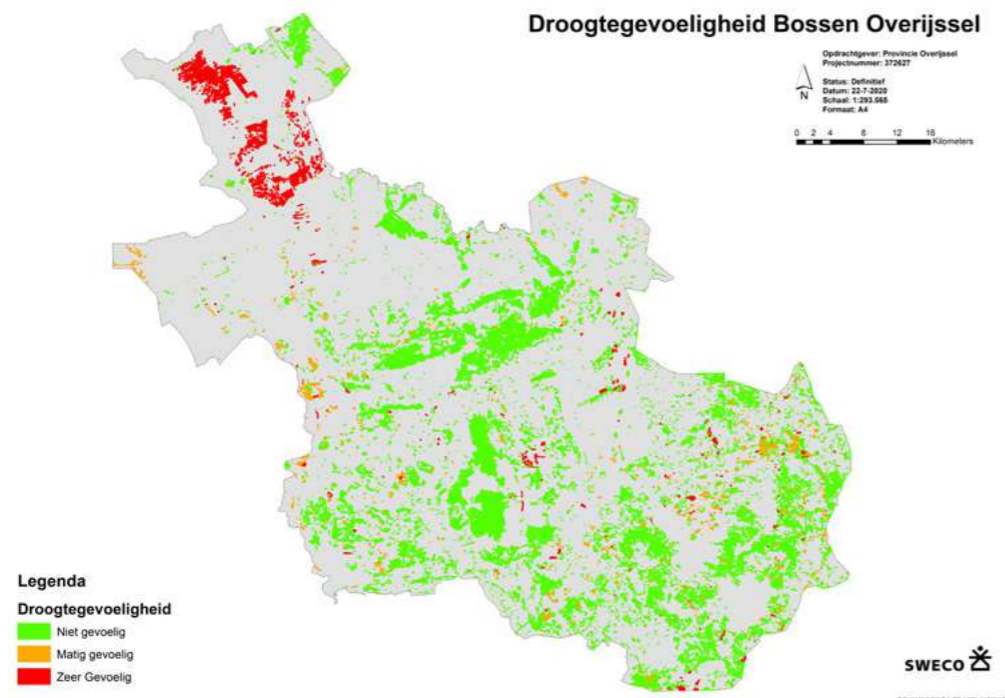 Droogtegevoeligheid Bossen Overijssel
Opdrachtgever: Provincie Overijssel
Projectnummer: 372627
Status: Definitief
Datum: 22-7-2020
Schaal: 1:293.565
Formaat: A4
N
0 2 4 8 12 16
Kilometers
Legenda
Droogtegevoeligheid
Niet gevoelig
Matig gevoelig
Zeer Gevoelig
SWECO